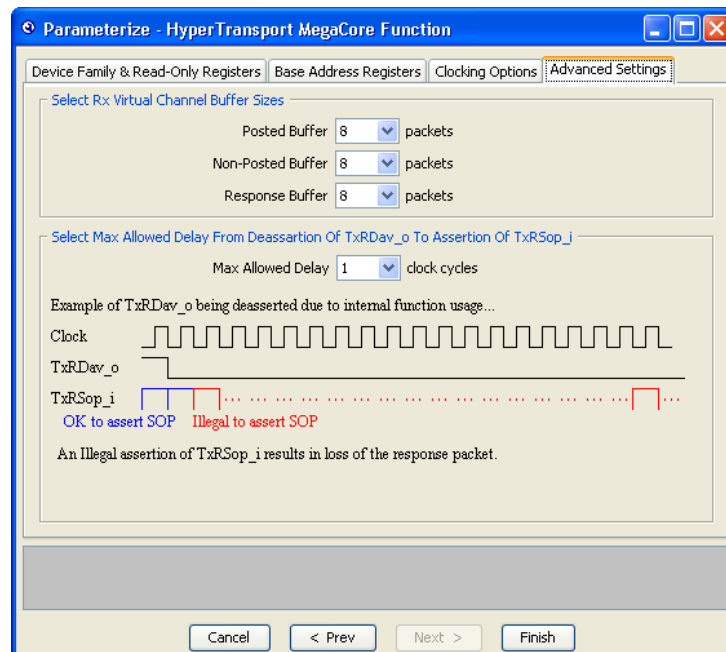 Parameterize - HyperTransport MegaCore Function
Device Family & Read-Only Registers Base Address Registers Clocking Options Advanced Settings
Select Rx Virtual Channel Buffer Sizes
Posted Buffer 8 packets
Non-Posted Buffer 8 packets
Response Buffer 8 packets
Select Max Allowed Delay From Deassartion Of TxRDav_o To Assertion Of TxRSop_i
Max Allowed Delay 1 clock cycles
Example of TxRDav_o being deasserted due to internal function usage...
Clock
TxRDav_o
TxRSop_i
OK to assert SOP Illegal to assert SOP
An Illegal assertion of TxRSop_i results in loss of the response packet.
Cancel < Prev Next > Finish